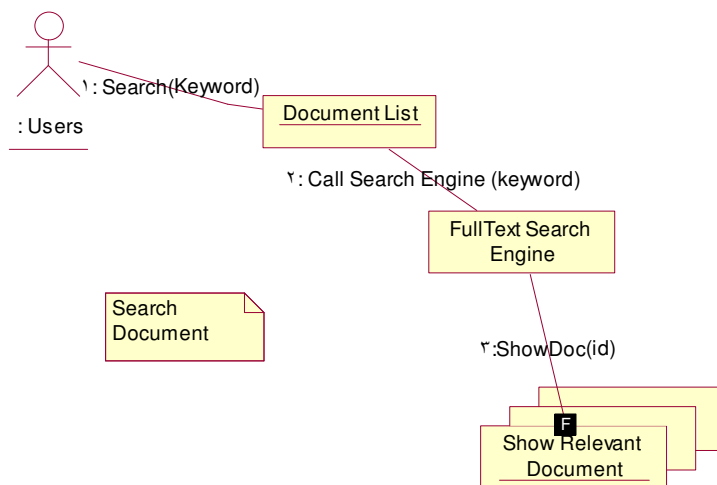 ١: Search(Keyword)
: Users
Document List
٢: Call Search Engine (keyword)
FullText Search
Engine
Search
Document
٣:ShowDoc(id)
F
Show Relevant
Document